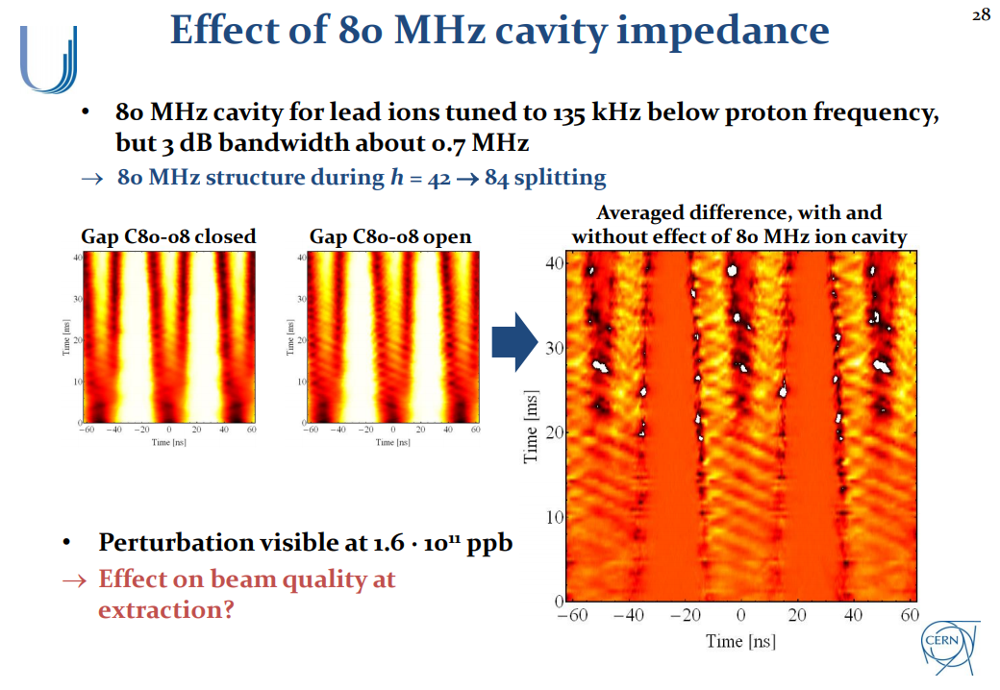 28
Effect of 80 MHz cavity impedance
• 80 MHz cavity for lead ions tuned to 135 kHz below proton frequency,
but 3 dB bandwidth about 0.7 MHz
→ 80 MHz structure during h = 42 → 84 splitting
Gap C80-08 closed
Gap C80-08 open
Averaged difference, with and
without effect of 80 MHz ion cavity
40
30
20
10
0
Time [ms]
−60 −40 −20 0 20 40 60
Time [ns]
40
30
20
10
0
Time [ms]
−60 −40 −20 0 20 40 60
Time [ns]
40
30
20
10
0
Time [ms]
−60 −40 −20 0 20 40 60
Time [ns]
• Perturbation visible at 1.6 · 10¹¹ ppb
→ Effect on beam quality at
extraction?
CERN